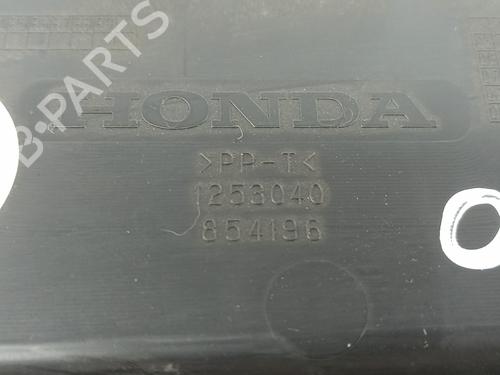 B-PARTS
HONDA
>PP-T<
1253040
854196
O